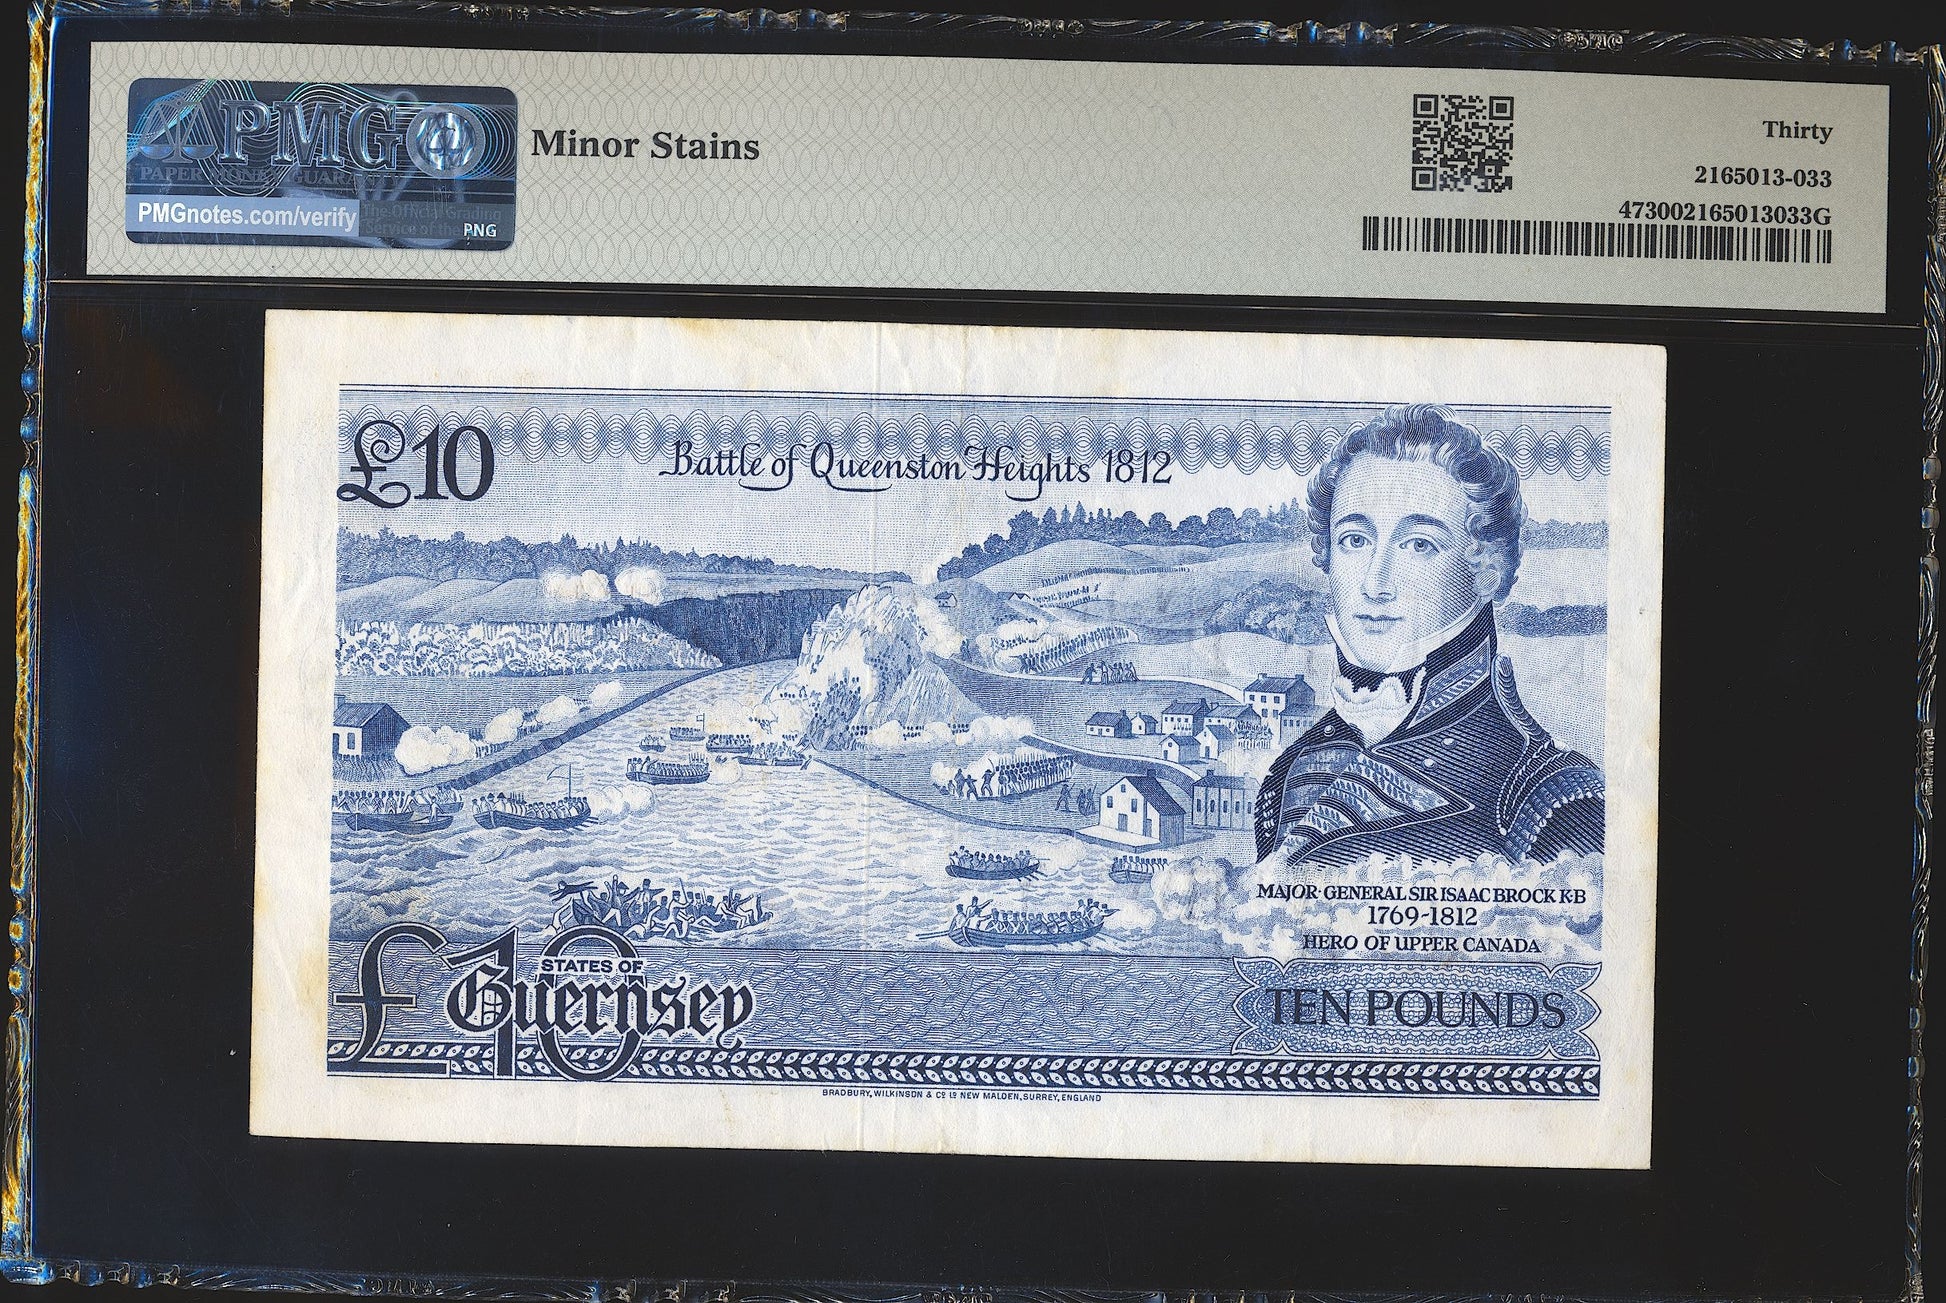 PMG
PAPER MONEY GUARANTY
PMGnotes.com/verify
The Official Grading
Service of the PNG
Minor Stains
Thirty
2165013-033
473002165013033G
£10
Battle of Queenston Heights 1812
MAJOR·GENERAL SIR ISAAC BROCK K·B
1769-1812
HERO OF UPPER CANADA
£10
STATES OF
Guernsey
TEN POUNDS
BRADBURY, WILKINSON & Cº Lº NEW MALDEN, SURREY, ENGLAND